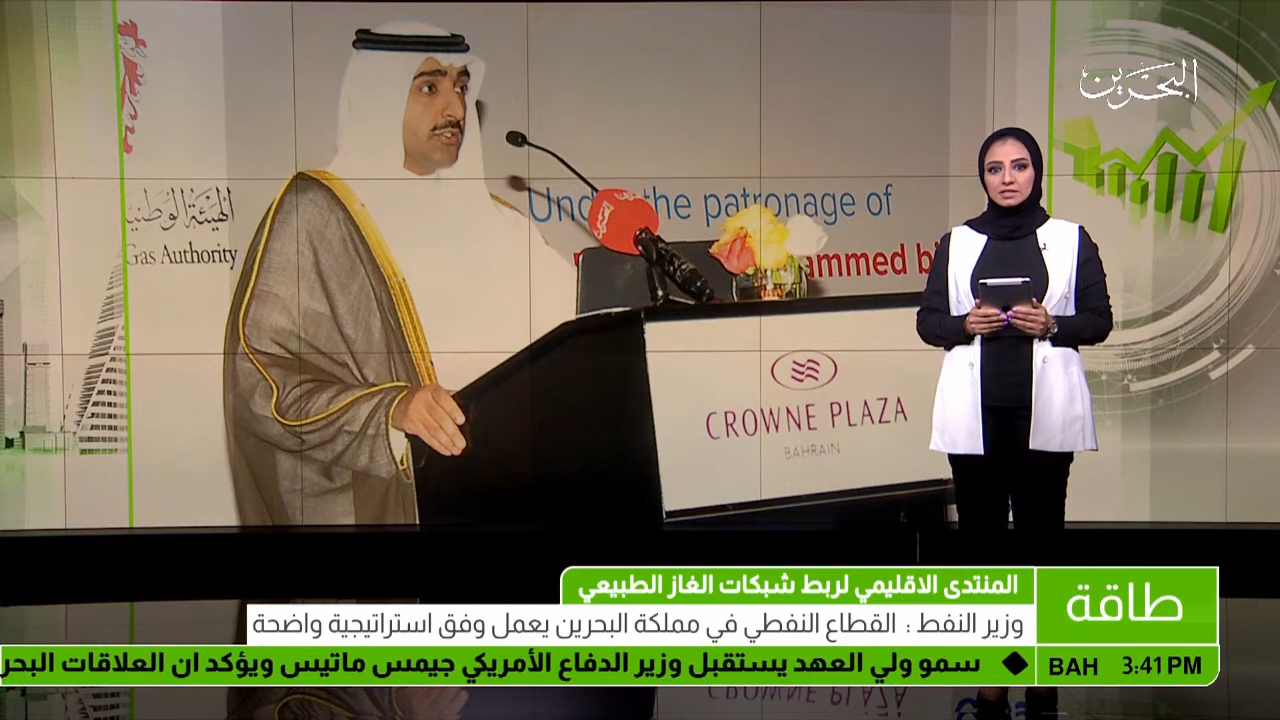 البحرين
الهيئة الوطنية
Gas Authority
Under the patronage of
ammed bi
CROWNE PLAZA
BAHRAIN
المنتدى الاقليمي لربط شبكات الغاز الطبيعي
طاقة
وزير النفط : القطاع النفطي في مملكة البحرين يعمل وفق استراتيجية واضحة
BAH 3:41 PM
سمو ولي العهد يستقبل وزير الدفاع الأمريكي جيمس ماتيس ويؤكد ان العلاقات البحر